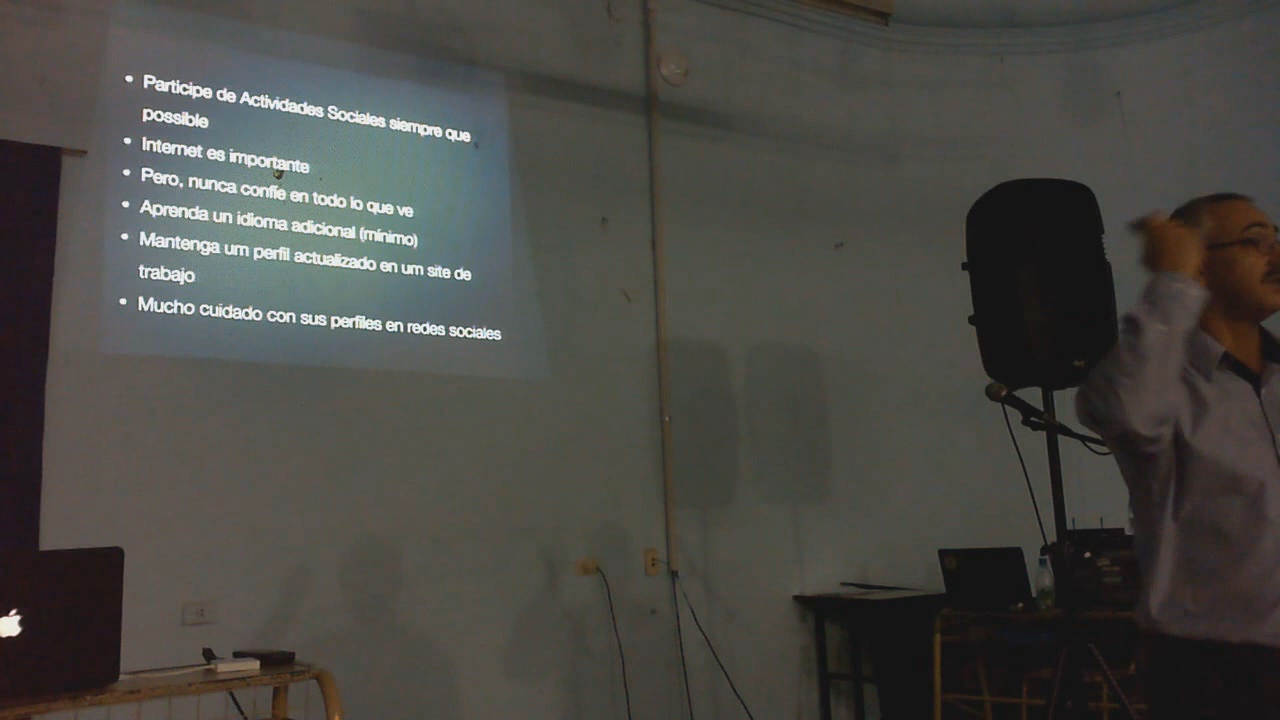 • Participe de Actividades Sociales siempre que
possible
• Internet es importante
• Pero, nunca confíe en todo lo que ve
• Aprenda un idioma adicional (mínimo)
• Mantenga um perfil actualizado en um site de
trabajo
• Mucho cuidado con sus perfiles en redes sociales